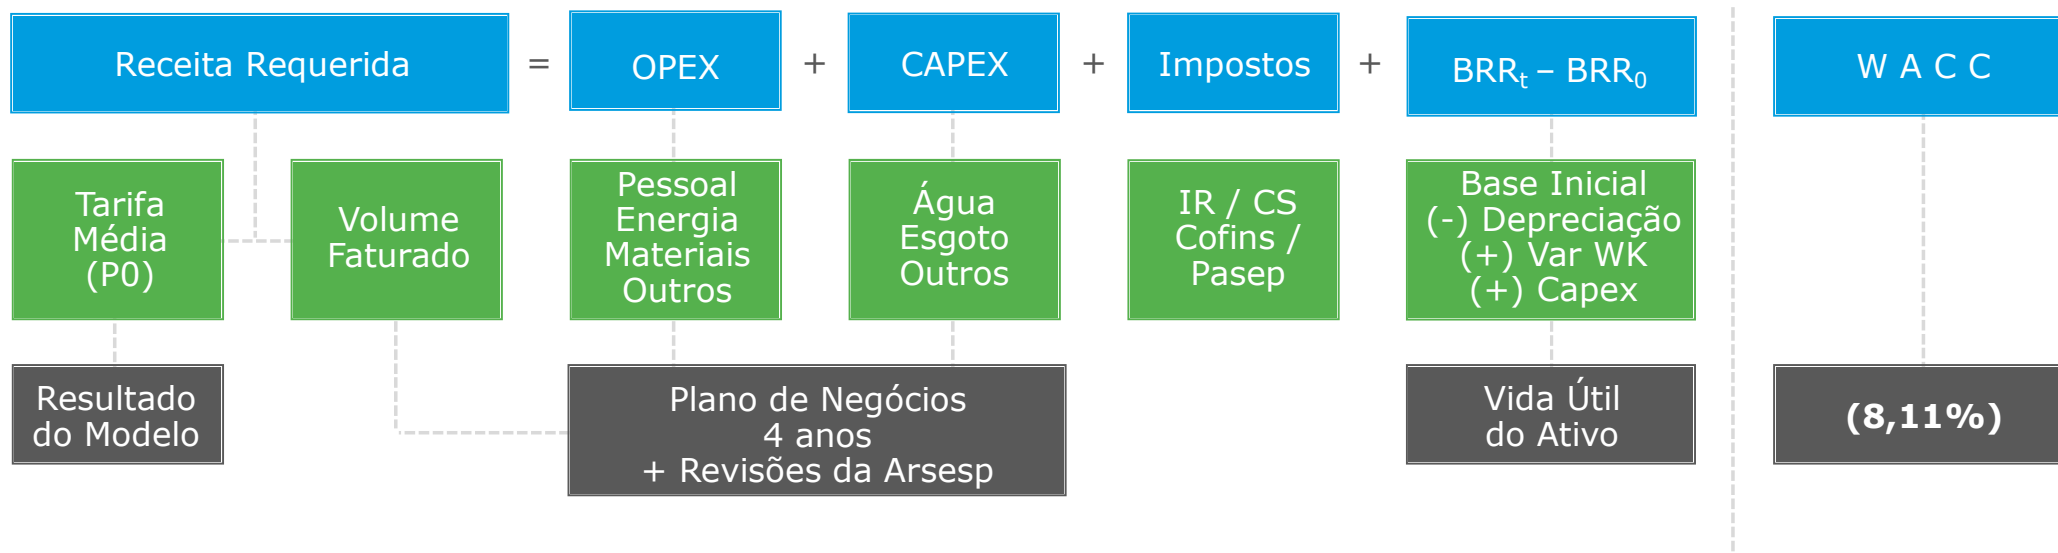 Receita Requerida
=
OPEX
+
CAPEX
+
Impostos
+
BRRt – BRR0
W A C C
Tarifa
Média
(P0)
Volume
Faturado
Pessoal
Energia
Materiais
Outros
Água
Esgoto
Outros
IR / CS
Cofins /
Pasep
Base Inicial
(-) Depreciação
(+) Var WK
(+) Capex
Resultado
do Modelo
Plano de Negócios
4 anos
+ Revisões da Arsesp
Vida Útil
do Ativo
(8,11%)